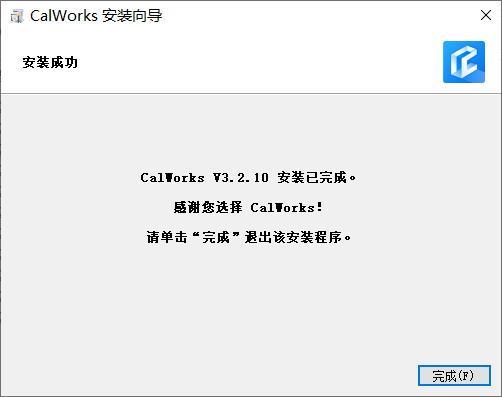 CalWorks 安装向导
安装成功
CalWorks V3.2.10 安装已完成。
感谢您选择 CalWorks!
请单击“完成”退出该安装程序。
完成(F)